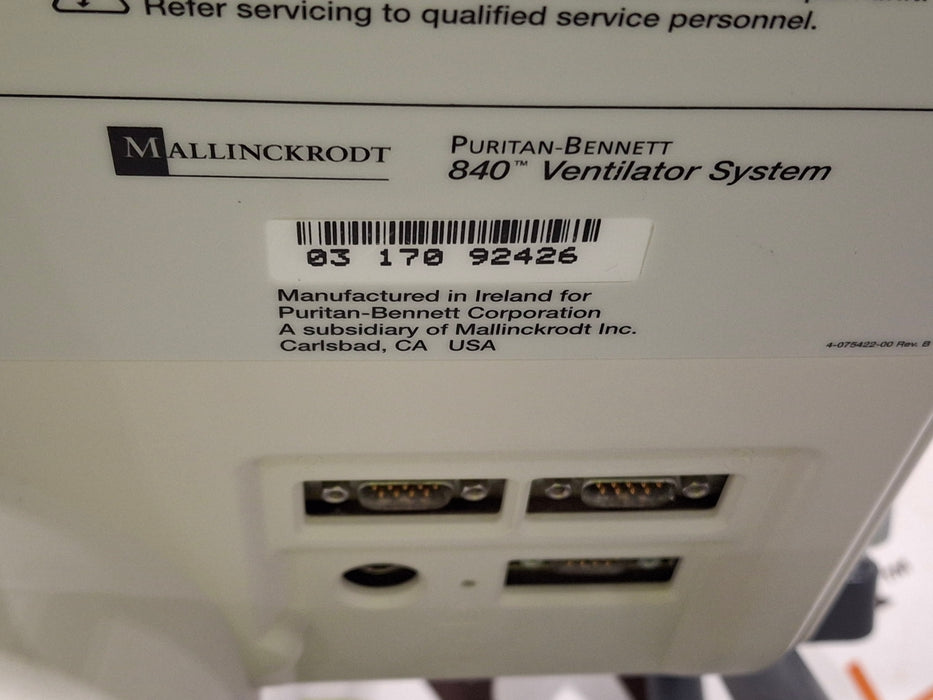 Refer servicing to qualified service personnel.
MALLINCKRODT
PURITAN-BENNETT
840™ Ventilator System
03 170 92426
Manufactured in Ireland for
Puritan-Bennett Corporation
A subsidiary of Mallinckrodt Inc.
Carlsbad, CA USA
4-075422-00 Rev. B